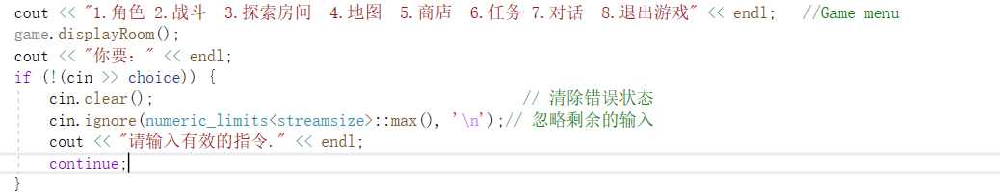 cout << "1.角色 2.战斗  3.探索房间  4.地图  5.商店  6.任务 7.对话  8.退出游戏" << endl;   //Game menu
game.displayRoom();
cout << "你要：" << endl;
if (!(cin >> choice)) {
    cin.clear();                                    // 清除错误状态
    cin.ignore(numeric_limits<streamsize>::max(), '\n');// 忽略剩余的输入
    cout << "请输入有效的指令." << endl;
    continue;
}